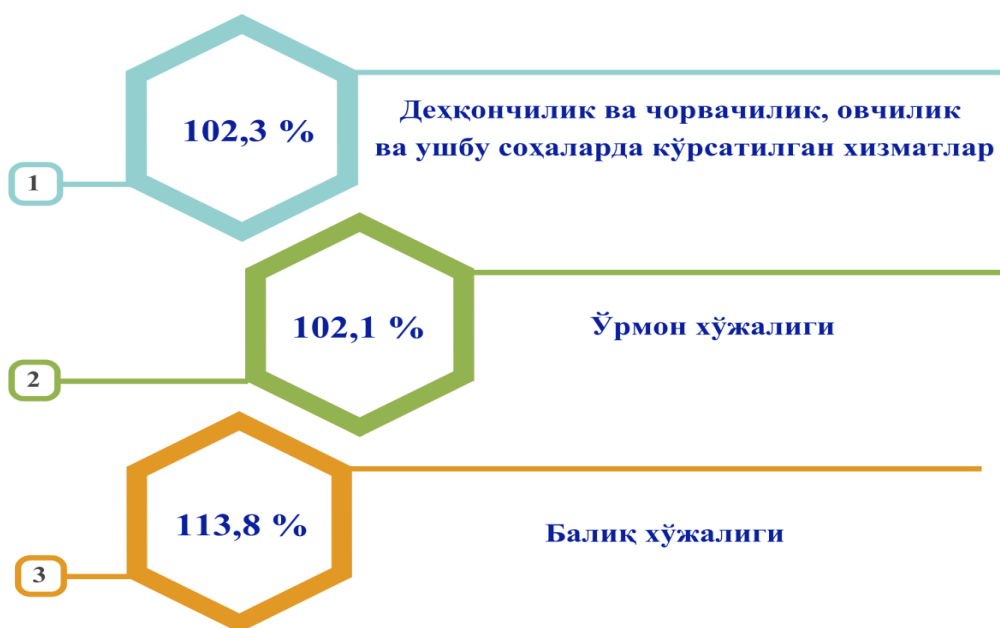 102,3 %
Деҳқончилик ва чорвачилик, овчилик
ва ушбу соҳаларда кўрсатилган хизматлар
1
102,1 %
Ўрмон хўжалиги
2
113,8 %
Балиқ хўжалиги
3